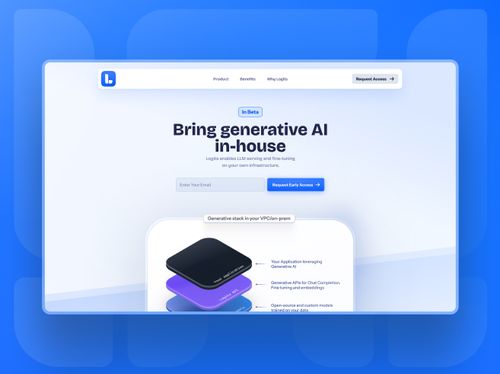 Product
Benefits
Why Logits
Request Access
In Beta
Bring generative AI
in-house
Logits enables LLM serving and fine-tuning
on your own infrastructure.
Enter Your Email
Request Early Access
Generative stack in your VPC/on-prem
Your Application leveraging
Generative AI
Generative APIs for Chat Completion,
Fine tuning and embeddings
Open-source and custom models
trained on your data